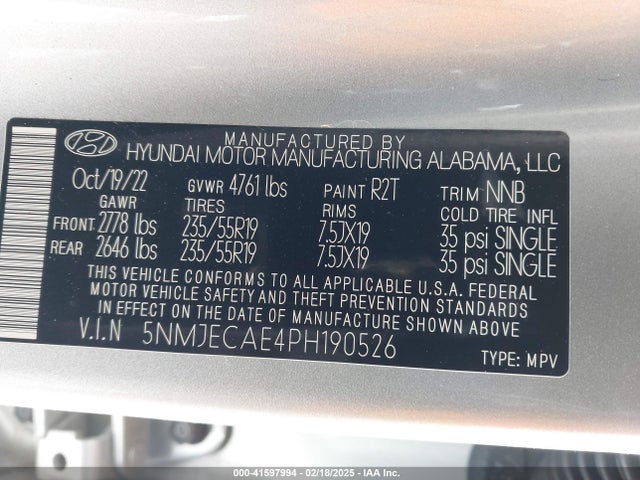 MANUFACTURED BY
HYUNDAI MOTOR MANUFACTURING ALABAMA, LLC
Oct/19/22 GVWR 4761 lbs PAINT R2T TRIM NNB
GAWR TIRES RIMS COLD TIRE INFL
FRONT 2778 lbs 235/55R19 7.5JX19 35 psi SINGLE
REAR 2646 lbs 235/55R19 7.5JX19 35 psi SINGLE
THIS VEHICLE CONFORMS TO ALL APPLICABLE U.S.A. FEDERAL
MOTOR VEHICLE SAFETY AND THEFT PREVENTION STANDARDS
IN EFFECT ON THE DATE OF MANUFACTURE SHOWN ABOVE.
V.I.N 5NMJECAE4PH190526 TYPE: MPV
000-41597994 - 02/18/2025 - IAA Inc.